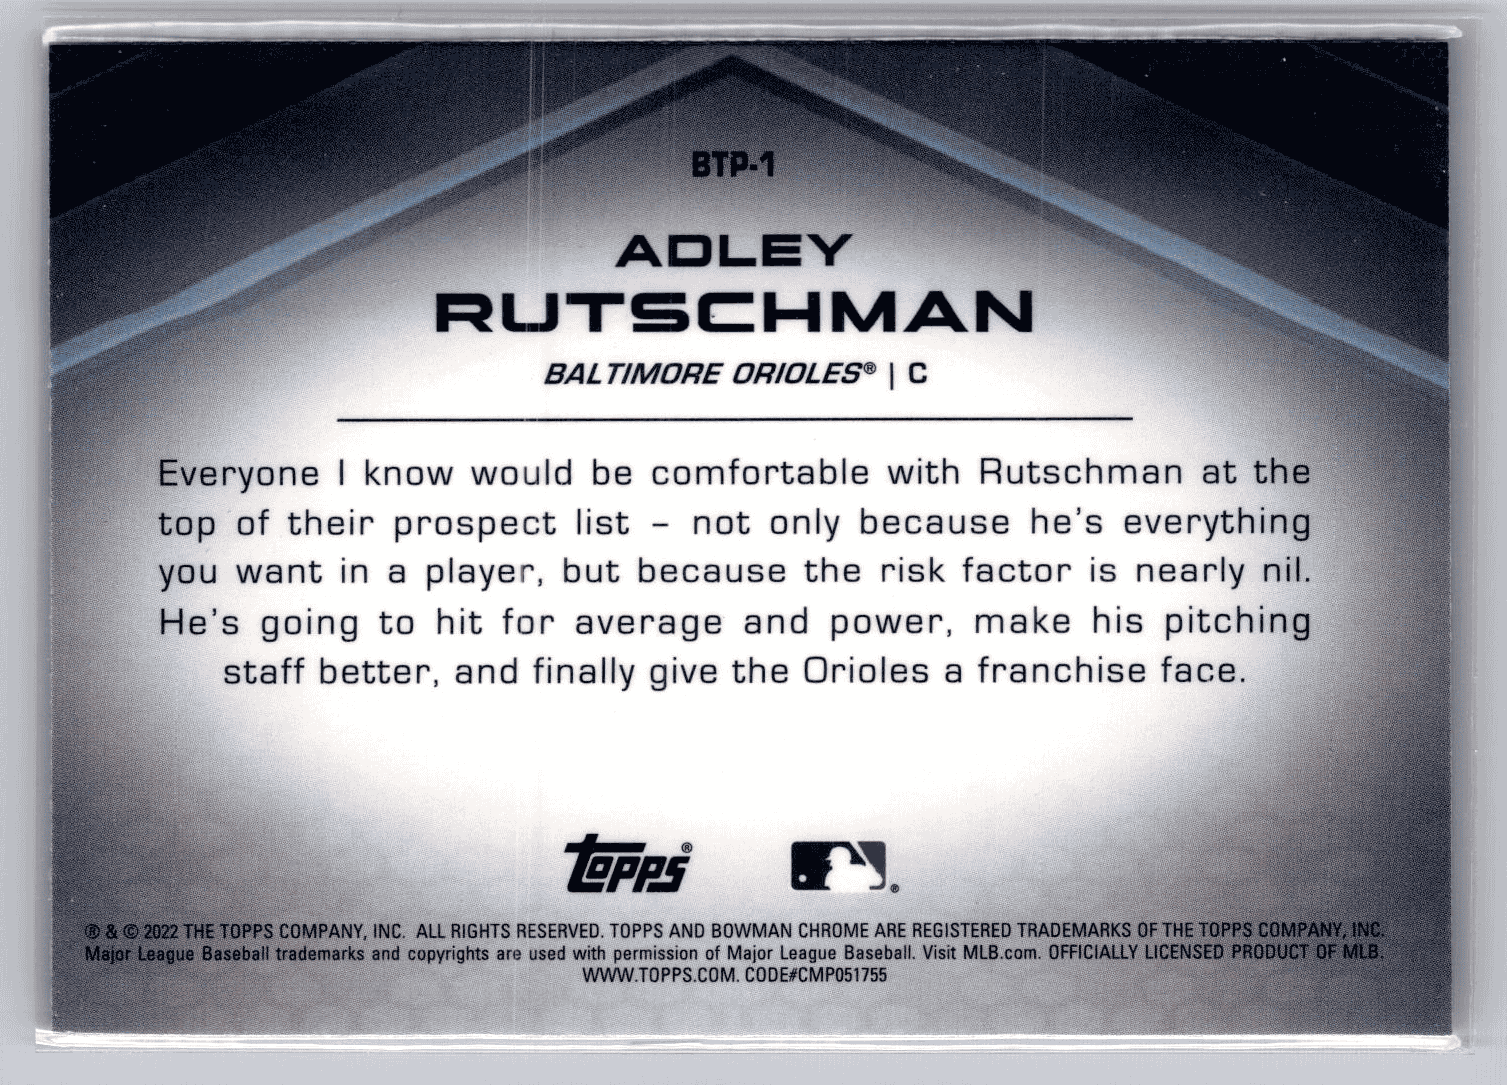 BTP-1
ADLEY
RUTSCHMAN
BALTIMORE ORIOLES® | C
Everyone I know would be comfortable with Rutschman at the
top of their prospect list – not only because he's everything
you want in a player, but because the risk factor is nearly nil.
He's going to hit for average and power, make his pitching
staff better, and finally give the Orioles a franchise face.
topps®
®
® & © 2022 THE TOPPS COMPANY, INC. ALL RIGHTS RESERVED. TOPPS AND BOWMAN CHROME ARE REGISTERED TRADEMARKS OF THE TOPPS COMPANY, INC.
Major League Baseball trademarks and copyrights are used with permission of Major League Baseball. Visit MLB.com. OFFICIALLY LICENSED PRODUCT OF MLB.
WWW.TOPPS.COM. CODE#CMP051755